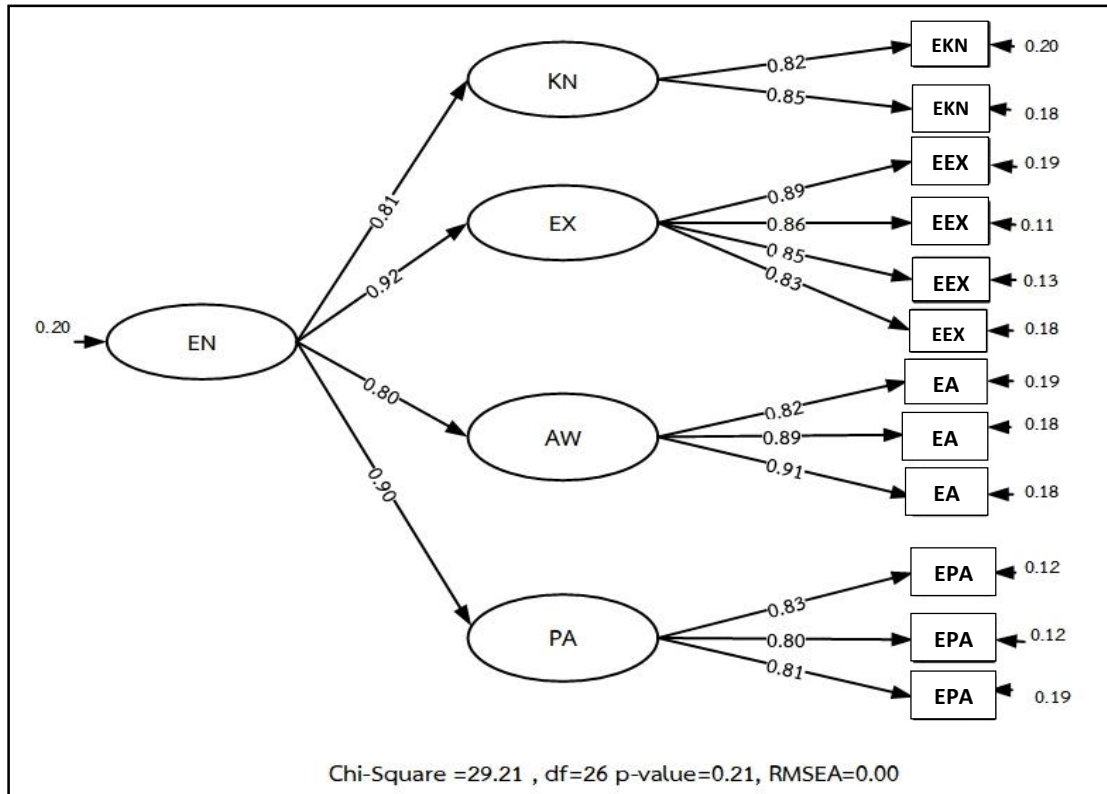 EKN
0.20
0.82
KN
0.85
EKN
0.18
EEX
0.19
0.89
0.81
EX
0.86
EEX
0.11
0.85
EEX
0.13
0.92
0.83
EEX
0.18
0.20
EN
EA
0.19
0.80
0.82
AW
0.89
EA
0.18
0.91
EA
0.18
0.90
EPA
0.12
0.83
PA
0.80
EPA
0.12
0.81
EPA
0.19
Chi-Square =29.21 , df=26 p-value=0.21, RMSEA=0.00